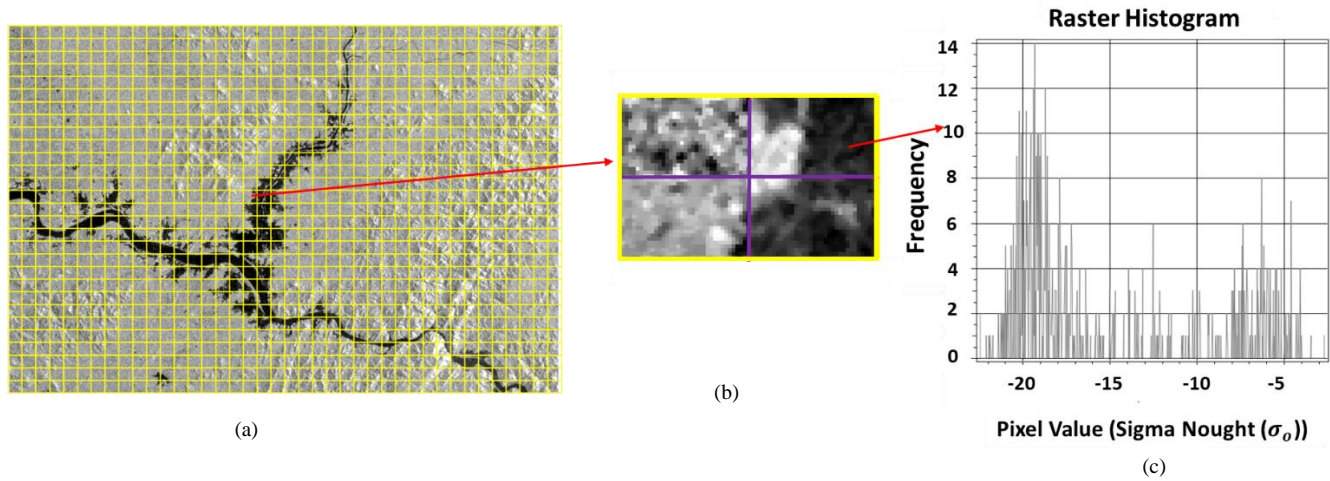 Raster Histogram
14
12
10
8
6
4
2
0
Frequency
-20 -15 -10 -5
Pixel Value (Sigma Nought (σₒ))
(a)
(b)
(c)